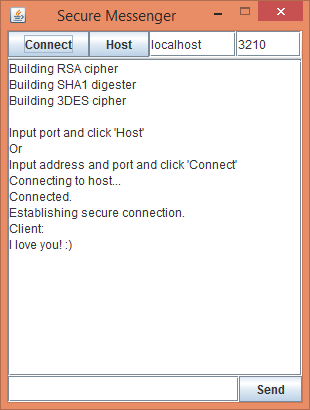 Secure Messenger
Connect Host localhost 3210
Building RSA cipher
Building SHA1 digester
Building 3DES cipher
Input port and click 'Host'
Or
Input address and port and click 'Connect'
Connecting to host...
Connected.
Establishing secure connection.
Client:
I love you! :)
Send